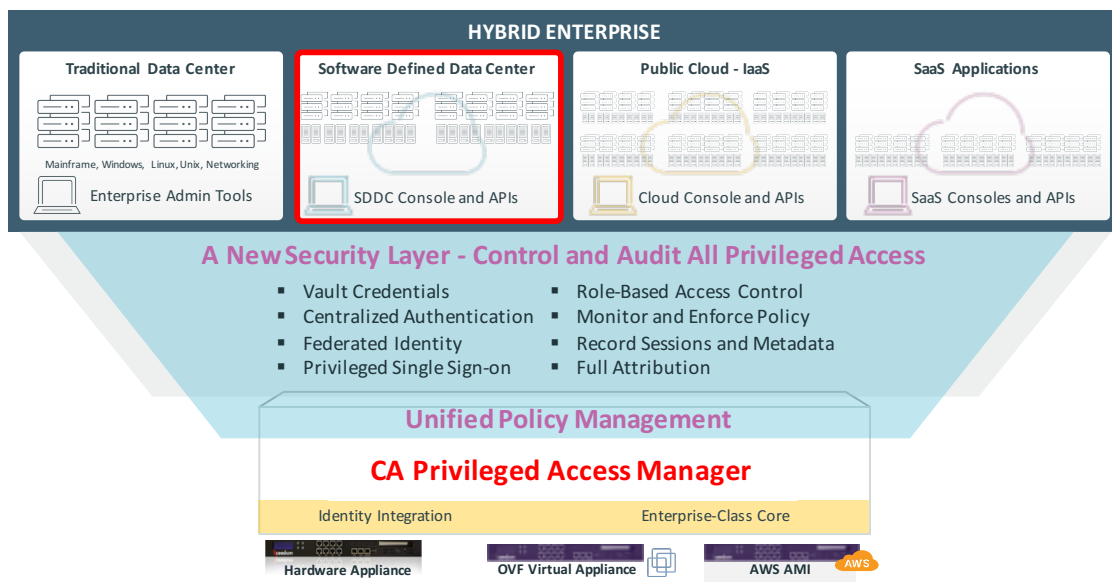 HYBRID ENTERPRISE
Traditional Data Center
Mainframe, Windows, Linux, Unix, Networking
Enterprise Admin Tools
Software Defined Data Center
SDDC Console and APIs
Public Cloud - IaaS
Cloud Console and APIs
SaaS Applications
SaaS Consoles and APIs
A New Security Layer - Control and Audit All Privileged Access
▪ Vault Credentials
▪ Centralized Authentication
▪ Federated Identity
▪ Privileged Single Sign-on
▪ Role-Based Access Control
▪ Monitor and Enforce Policy
▪ Record Sessions and Metadata
▪ Full Attribution
Unified Policy Management
CA Privileged Access Manager
Identity Integration
Enterprise-Class Core
Hardware Appliance
OVF Virtual Appliance
AWS AMI
AWS